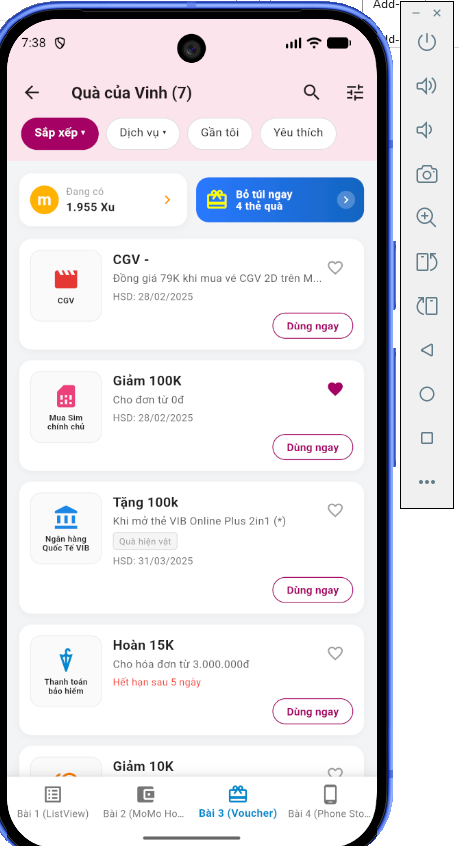 Add-
7:38
Quà của Vinh (7)
Sắp xếp
Dịch vụ
Gần tôi
Yêu thích
m
Đang có
1.955 Xu
Bỏ túi ngay
4 thẻ quà
CGV
CGV -
Đồng giá 79K khi mua vé CGV 2D trên M...
HSD: 28/02/2025
Dùng ngay
Mua Sim
chính chủ
Giảm 100K
Cho đơn từ 0đ
HSD: 28/02/2025
Dùng ngay
Ngân hàng
Quốc Tế VIB
Tặng 100k
Khi mở thẻ VIB Online Plus 2in1 (*)
Quà hiện vật
HSD: 31/03/2025
Dùng ngay
Thanh toán
bảo hiểm
Hoàn 15K
Cho hóa đơn từ 3.000.000đ
Hết hạn sau 5 ngày
Dùng ngay
Giảm 10K
Bài 1 (ListView)
Bài 2 (MoMo Ho...
Bài 3 (Voucher)
Bài 4 (Phone Sto...